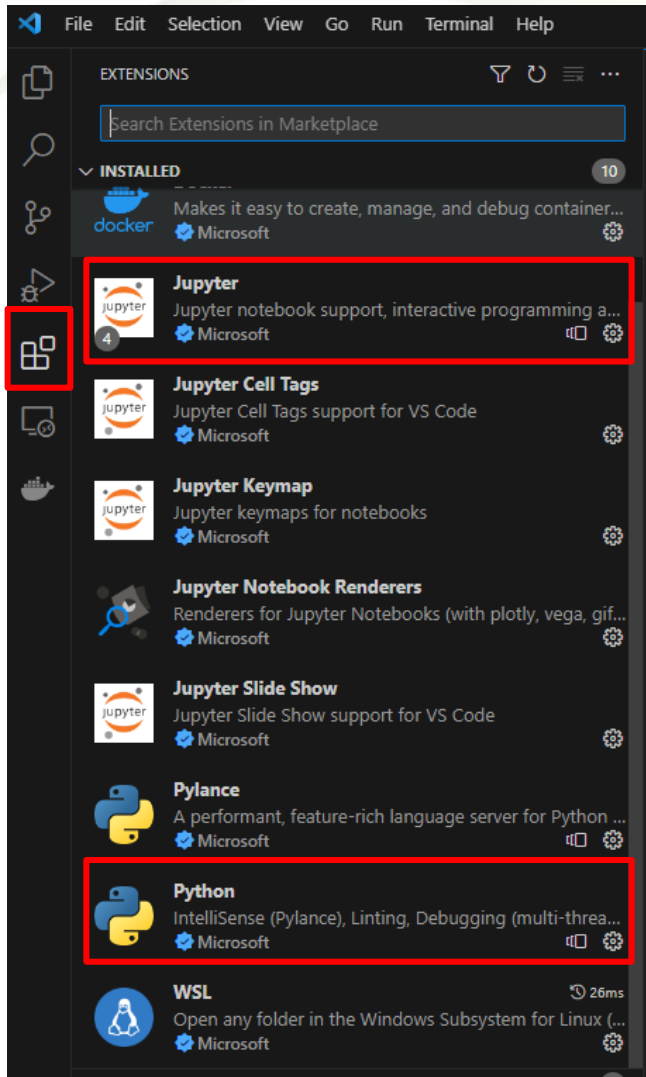 File Edit Selection View Go Run Terminal Help
EXTENSIONS
Search Extensions in Marketplace
INSTALLED 10
docker
Makes it easy to create, manage, and debug container...
Microsoft
Jupyter
jupyter
Jupyter notebook support, interactive programming a...
4
Microsoft
Jupyter Cell Tags
jupyter
Jupyter Cell Tags support for VS Code
Microsoft
Jupyter Keymap
jupyter
Jupyter keymaps for notebooks
Microsoft
Jupyter Notebook Renderers
Renderers for Jupyter Notebooks (with plotly, vega, gif...
Microsoft
Jupyter Slide Show
jupyter
Jupyter Slide Show support for VS Code
Microsoft
Pylance
A performant, feature-rich language server for Python ...
Microsoft
Python
IntelliSense (Pylance), Linting, Debugging (multi-threa...
Microsoft
WSL 26ms
Open any folder in the Windows Subsystem for Linux (...
Microsoft